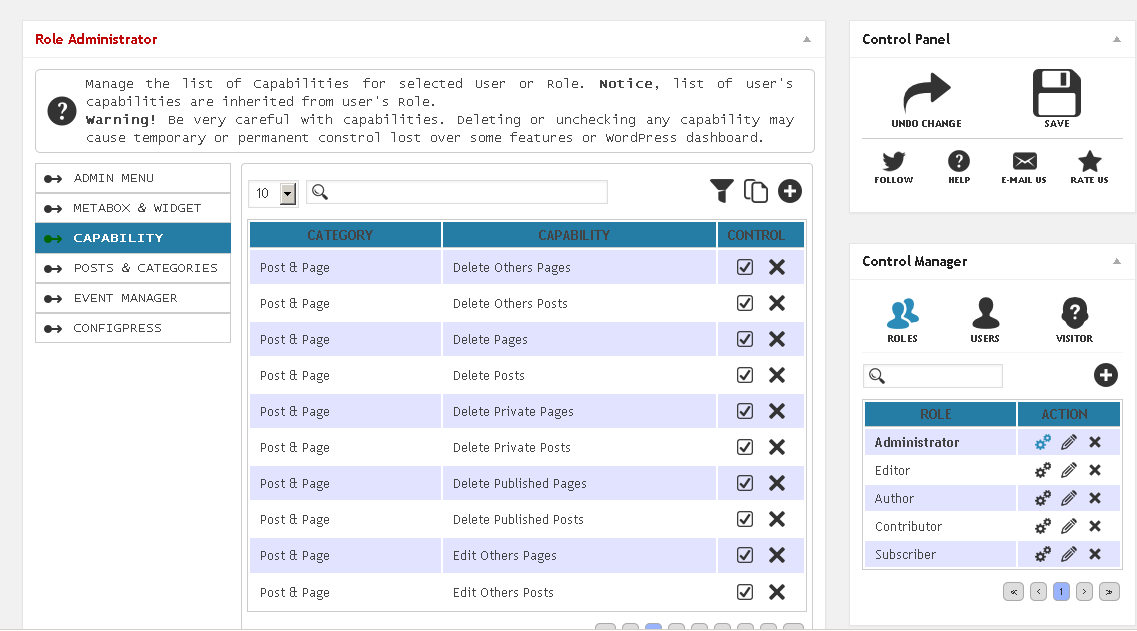 Role Administrator
Manage the list of Capabilities for selected User or Role. Notice, list of user's
capabilities are inherited from user's Role.
Warning! Be very careful with capabilities. Deleting or unchecking any capability may
cause temporary or permanent constrol lost over some features or WordPress dashboard.
ADMIN MENU
METABOX & WIDGET
CAPABILITY
POSTS & CATEGORIES
EVENT MANAGER
CONFIGPRESS
10
CATEGORY CAPABILITY CONTROL
Post & Page Delete Others Pages
Post & Page Delete Others Posts
Post & Page Delete Pages
Post & Page Delete Posts
Post & Page Delete Private Pages
Post & Page Delete Private Posts
Post & Page Delete Published Pages
Post & Page Delete Published Posts
Post & Page Edit Others Pages
Post & Page Edit Others Posts
Control Panel
UNDO CHANGE SAVE
FOLLOW HELP E-MAIL US RATE US
Control Manager
ROLES USERS VISITOR
ROLE ACTION
Administrator
Editor
Author
Contributor
Subscriber
« ‹ 1 › »